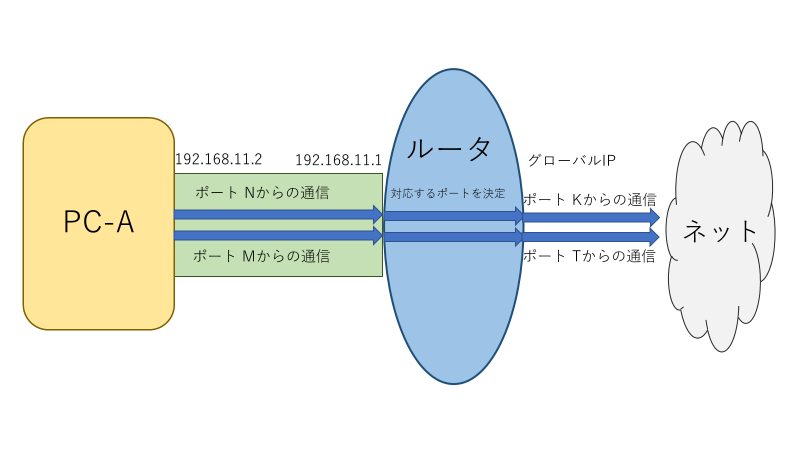 PC-A
192.168.11.2
192.168.11.1
ポート Nからの通信
ポート Mからの通信
ルータ
対応するポートを決定
グローバルIP
ポート Kからの通信
ポート Tからの通信
ネット